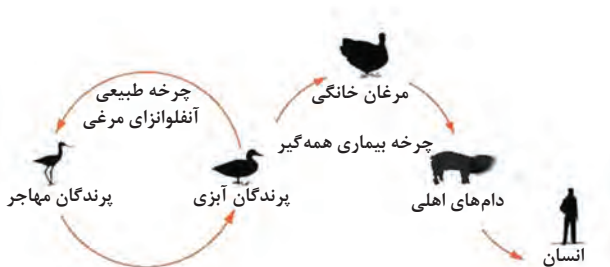 مرغان خانگی
چرخه طبیعی
آنفلوانزای مرغی
چرخه بیماری همه‌گیر
پرندگان مهاجر
پرندگان آبزی
دام‌های اهلی
انسان